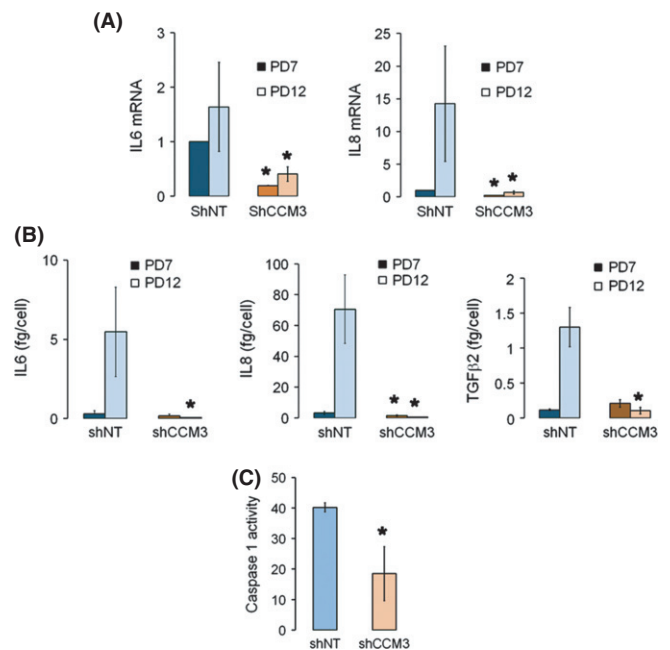 (A)
IL6 mRNA
3
2
1
0
PD7
PD12
*
*
ShNT
ShCCM3
IL8 mRNA
25
20
15
10
5
0
PD7
PD12
*
*
ShNT
ShCCM3
(B)
IL6 (fg/cell)
10
5
0
PD7
PD12
*
shNT
shCCM3
IL8 (fg/cell)
100
80
60
40
20
0
PD7
PD12
*
*
shNT
shCCM3
TGFβ2 (fg/cell)
2
1.5
1
0.5
0
PD7
PD12
*
shNT
shCCM3
(C)
Caspase 1 activity
50
40
30
20
10
0
*
shNT
shCCM3